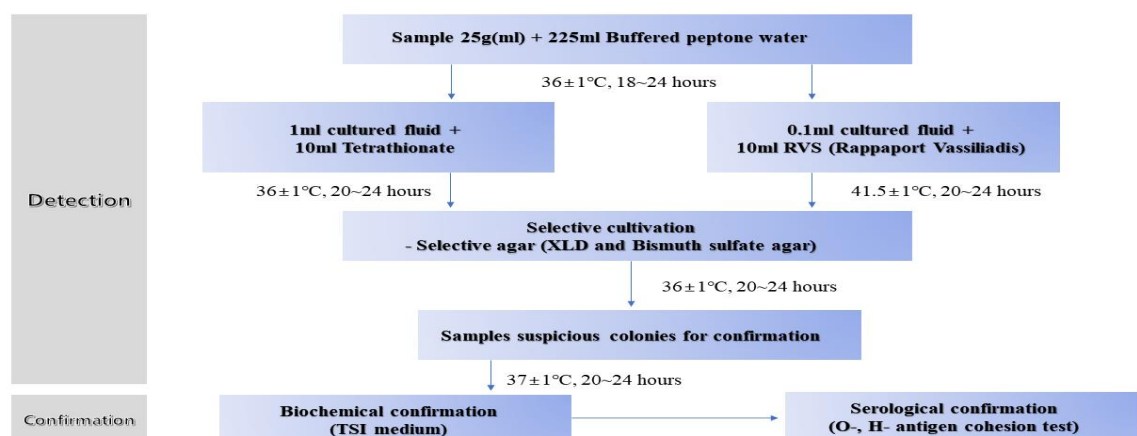 Sample 25g(ml) + 225ml Buffered peptone water
36±1℃, 18~24 hours
1ml cultured fluid +
10ml Tetrathionate
0.1ml cultured fluid +
10ml RVS (Rappaport Vassiliadis)
36±1℃, 20~24 hours
41.5±1℃, 20~24 hours
Detection
Selective cultivation
- Selective agar (XLD and Bismuth sulfate agar)
36±1℃, 20~24 hours
Samples suspicious colonies for confirmation
37±1℃, 20~24 hours
Confirmation
Biochemical confirmation
(TSI medium)
Serological confirmation
(O-, H- antigen cohesion test)